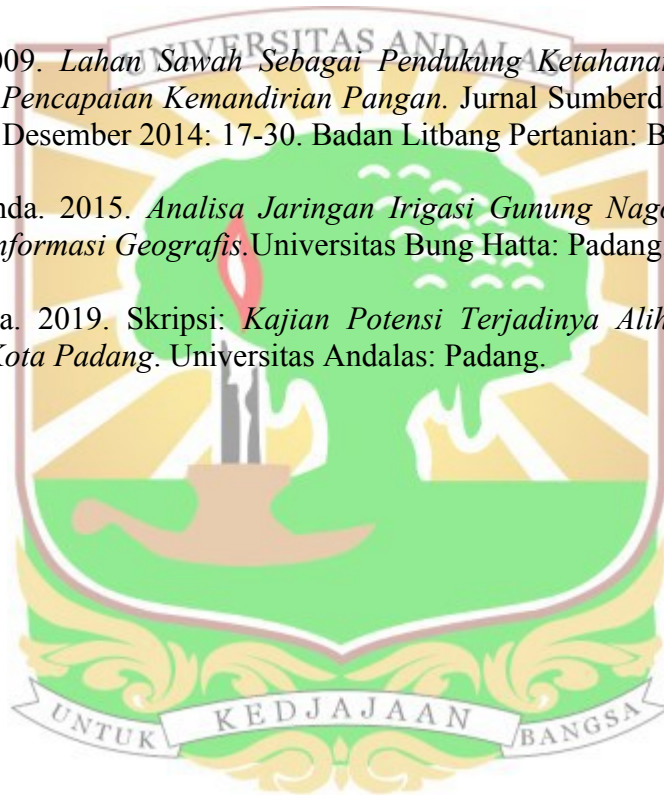 UNIVERSITAS ANDALAS
009. Lahan Sawah Sebagai Pendukung Ketahanan
Pencapaian Kemandirian Pangan. Jurnal Sumberd
Desember 2014: 17-30. Badan Litbang Pertanian: B
nda. 2015. Analisa Jaringan Irigasi Gunung Nago
nformasi Geografis.Universitas Bung Hatta: Padang
a. 2019. Skripsi: Kajian Potensi Terjadinya Alih
Kota Padang. Universitas Andalas: Padang.
UNTUK KEDJAJAAN BANGSA